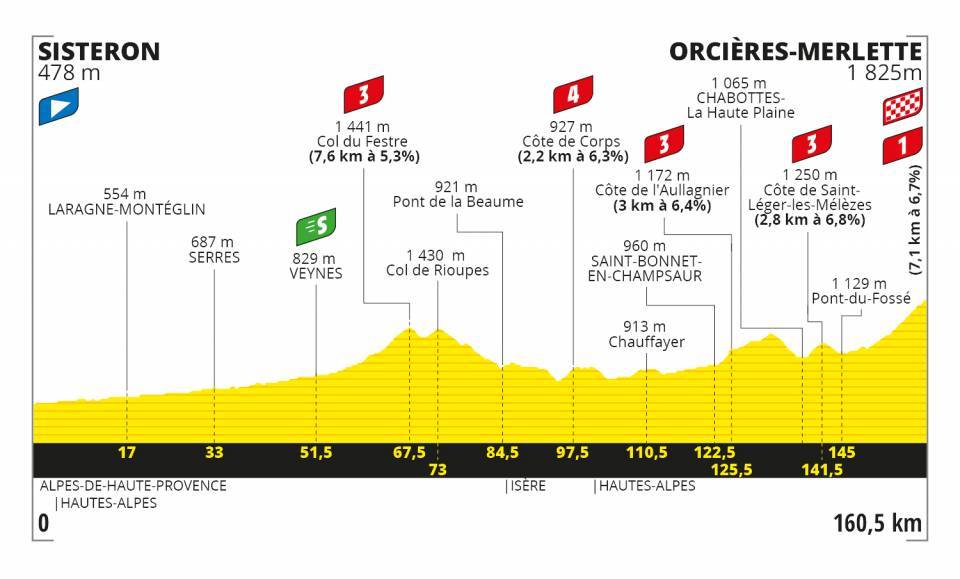 SISTERON
478 m
ORCIÈRES-MERLETTE
1 825m
3
1 441 m
Col du Festre
(7,6 km à 5,3%)
4
927 m
Côte de Corps
(2,2 km à 6,3%)
1 065 m
CHABOTTES-
La Haute Plaine
3
1 172 m
Côte de l'Aullagnier
(3 km à 6,4%)
3
1 250 m
Côte de Saint-
Léger-les-Mélèzes
(2,8 km à 6,8%)
1
(7,1 km à 6,7%)
554 m
LARAGNE-MONTÉGLIN
687 m
SERRES
S
829 m
VEYNES
921 m
Pont de la Beaume
1 430 m
Col de Rioupes
960 m
SAINT-BONNET-
EN-CHAMPSAUR
913 m
Chauffayer
1 129 m
Pont-du-Fossé
17 33 51,5 67,5 84,5 97,5 110,5 122,5 145
73 125,5 141,5
ALPES-DE-HAUTE-PROVENCE |ISÈRE |HAUTES-ALPES
|HAUTES-ALPES
0 160,5 km